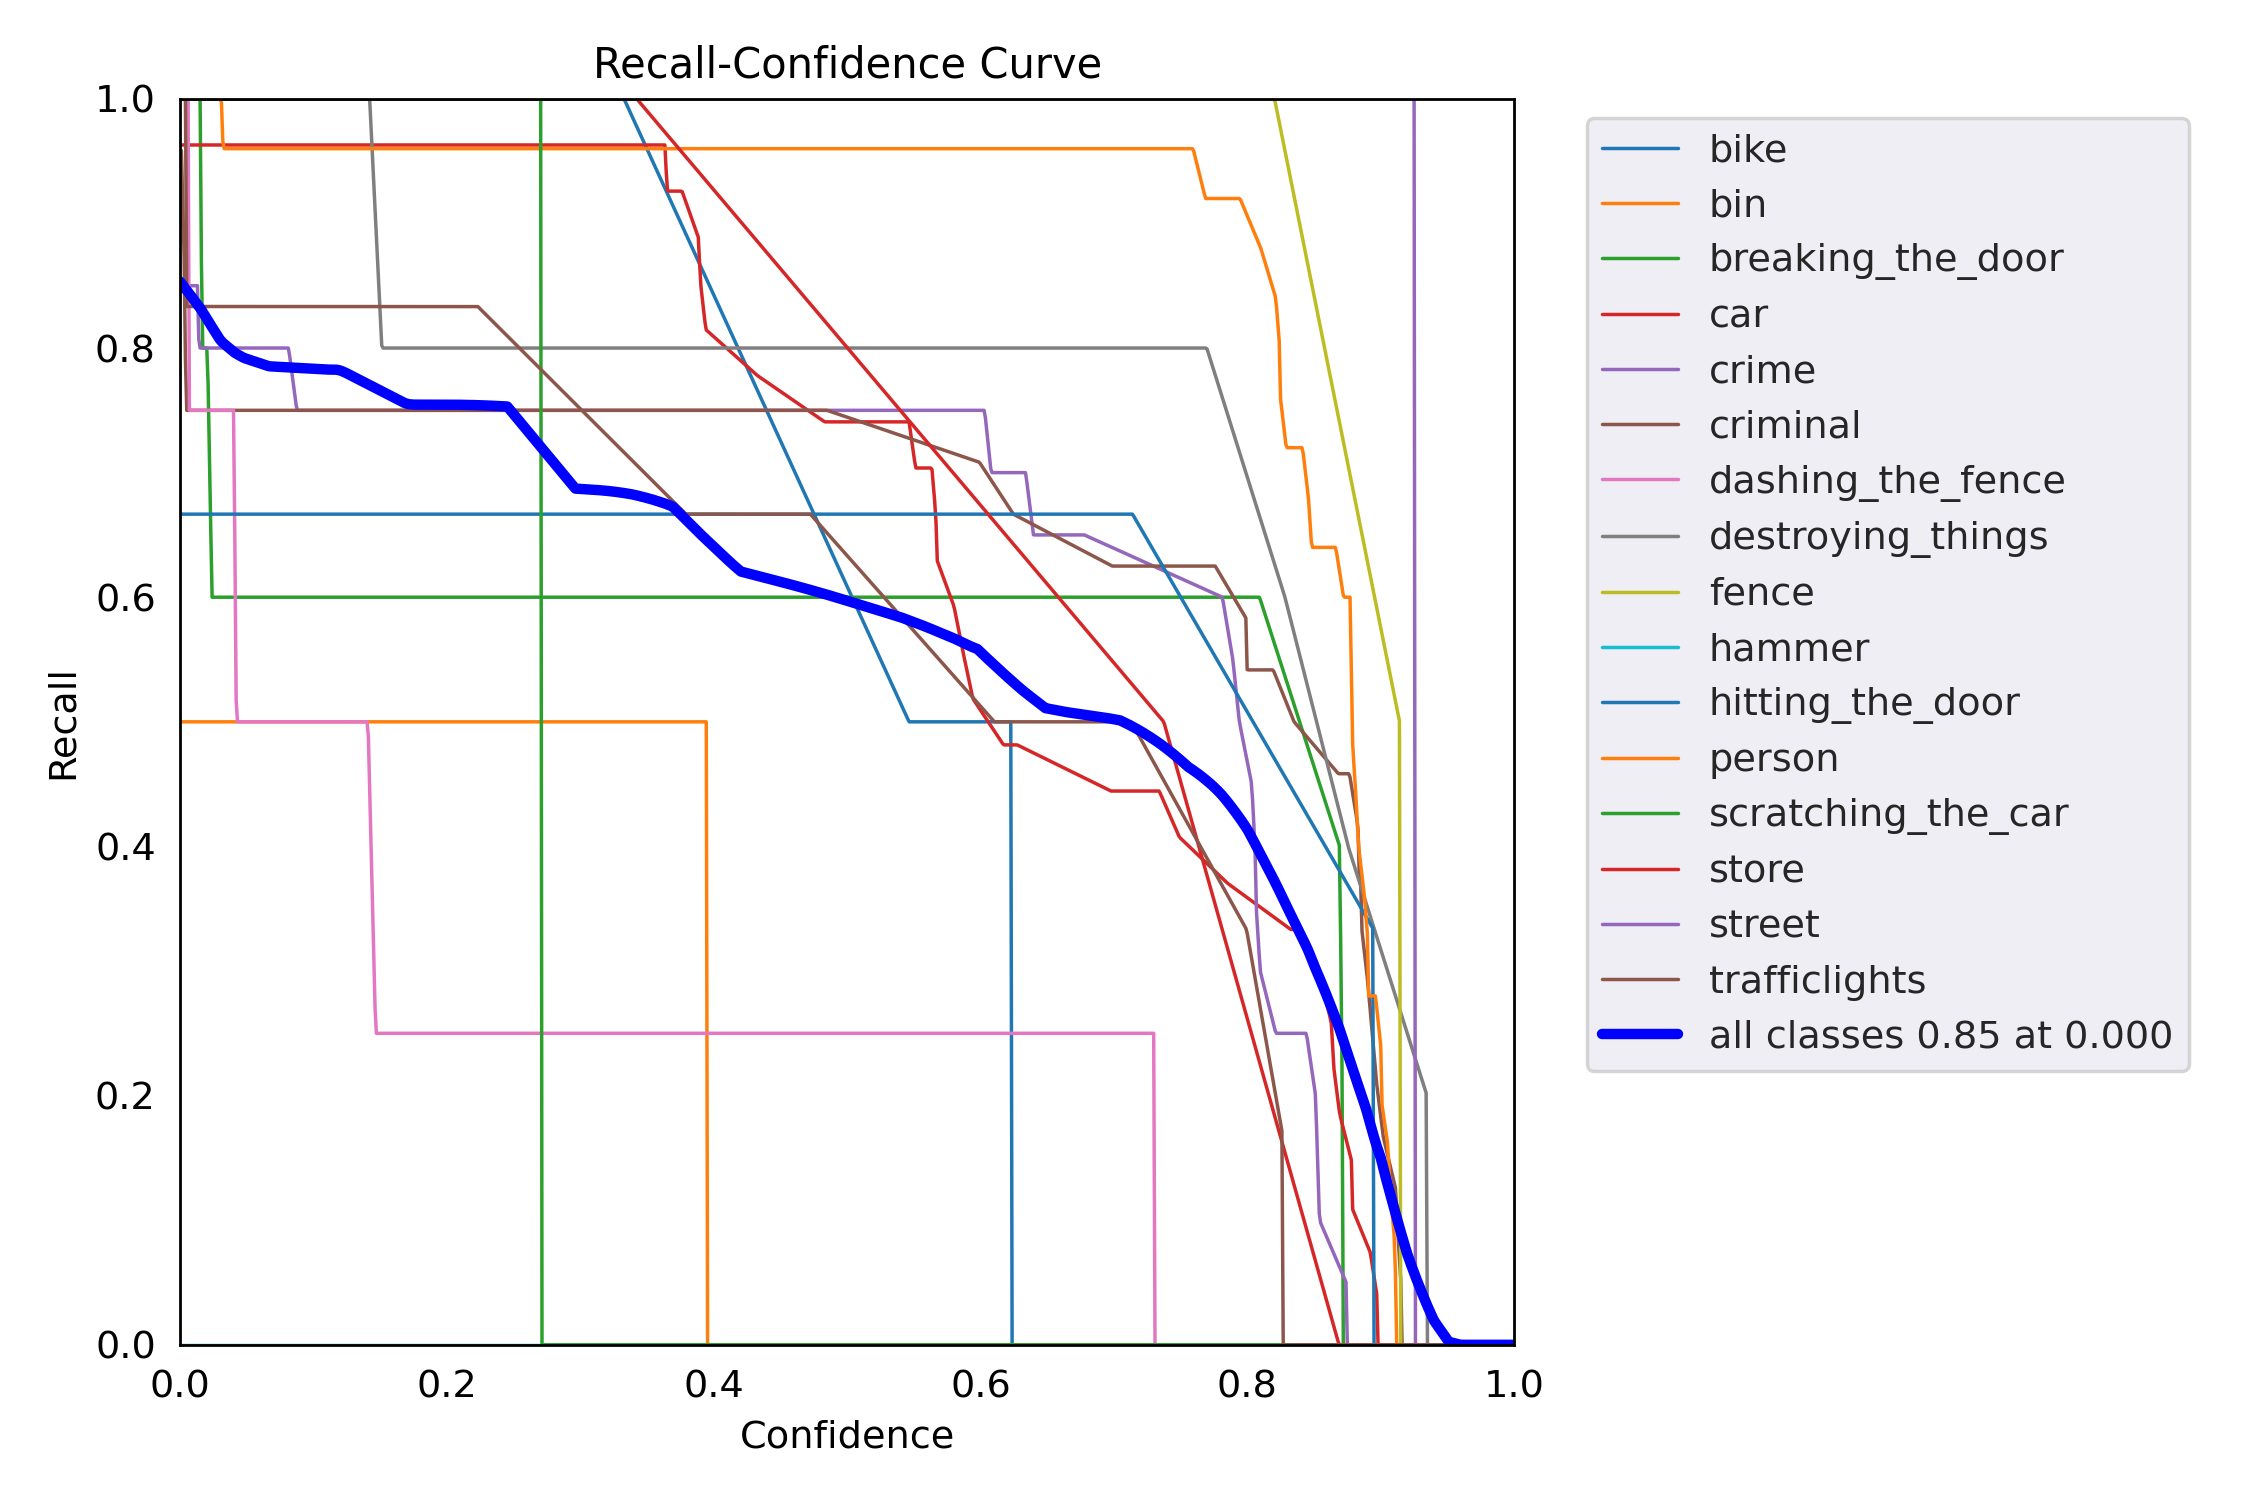 Recall-Confidence Curve
1.0
0.8
0.6
0.4
0.2
0.0
Recall
0.0 0.2 0.4 0.6 0.8 1.0
Confidence
bike
bin
breaking_the_door
car
crime
criminal
dashing_the_fence
destroying_things
fence
hammer
hitting_the_door
person
scratching_the_car
store
street
trafficlights
all classes 0.85 at 0.000